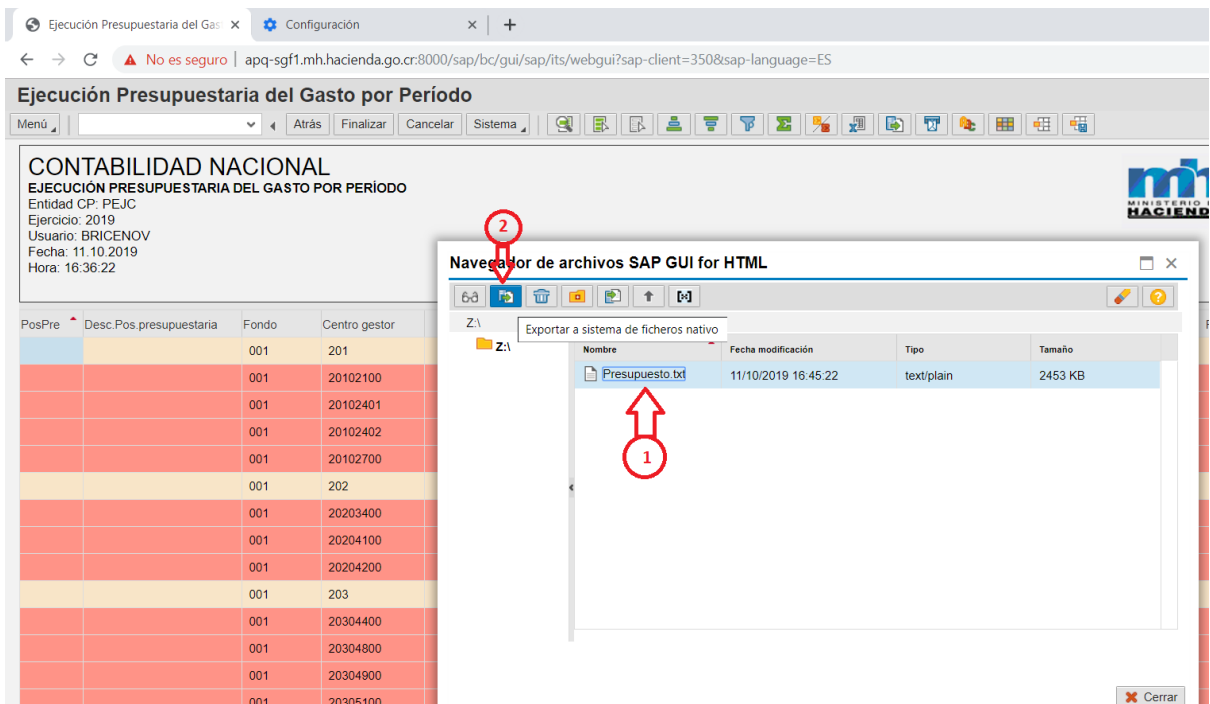 Ejecución Presupuestaria del Gas
Configuración
No es seguro | apq-sgf1.mh.hacienda.go.cr:8000/sap/bc/gui/sap/its/webgui?sap-client=350&sap-language=ES
Ejecución Presupuestaria del Gasto por Período
Menú Atrás Finalizar Cancelar Sistema
CONTABILIDAD NACIONAL
EJECUCIÓN PRESUPUESTARIA DEL GASTO POR PERÍODO
Entidad CP: PEJC
Ejercicio: 2019
Usuario: BRICENOV
Fecha: 11.10.2019
Hora: 16:36:22
mh
MINISTERIO
HACIEND
2
Navegador de archivos SAP GUI for HTML
Z:\
Exportar a sistema de ficheros nativo
Z:\
Nombre Fecha modificación Tipo Tamaño
Presupuesto.txt 11/10/2019 16:45:22 text/plain 2453 KB
1
Cerrar
PosPre Desc.Pos.presupuestaria Fondo Centro gestor
001 201
001 20102100
001 20102401
001 20102402
001 20102700
001 202
001 20203400
001 20204100
001 20204200
001 203
001 20304400
001 20304800
001 20304900
001 20305100